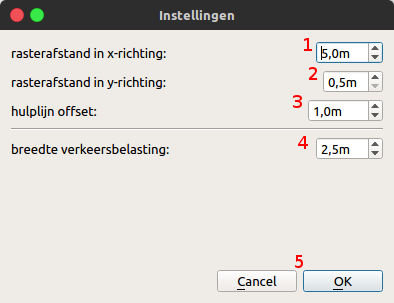 Instellingen
rasterafstand in x-richting: 1 5,0m
rasterafstand in y-richting: 2 0,5m
hulplijn offset: 3 1,0m
breedte verkeersbelasting: 4 2,5m
5
Cancel OK